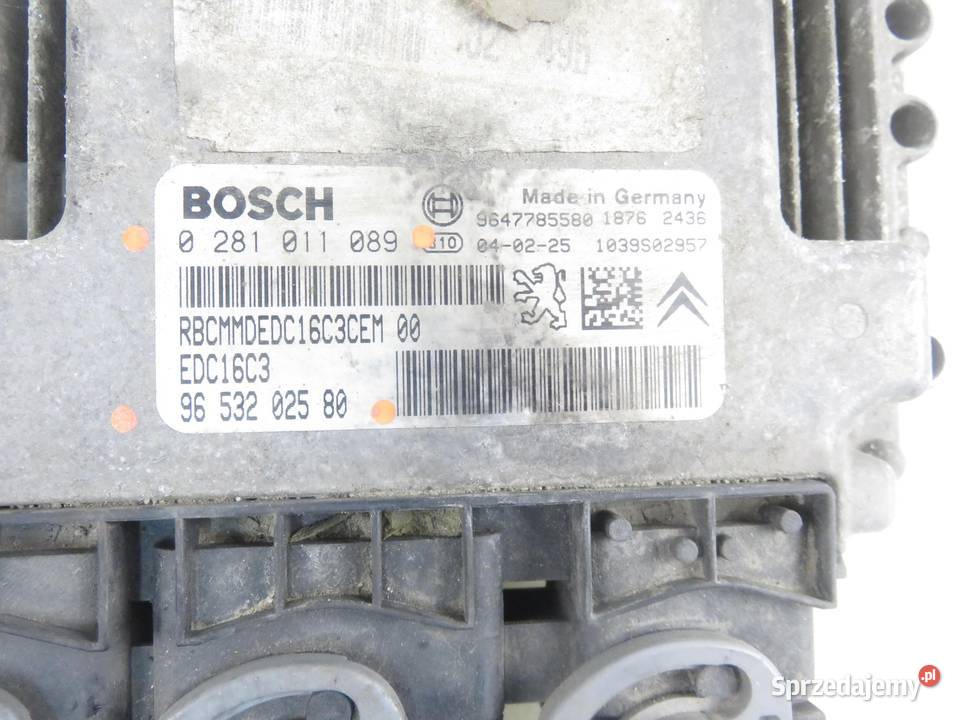 BOSCH
Made in Germany
9647785580 1876 2436
0 281 011 089
04-02-25 1039S02957
RBCMMDEDC16C3CEM 00
EDC16C3
96 532 025 80
Sprzedajemy.pl